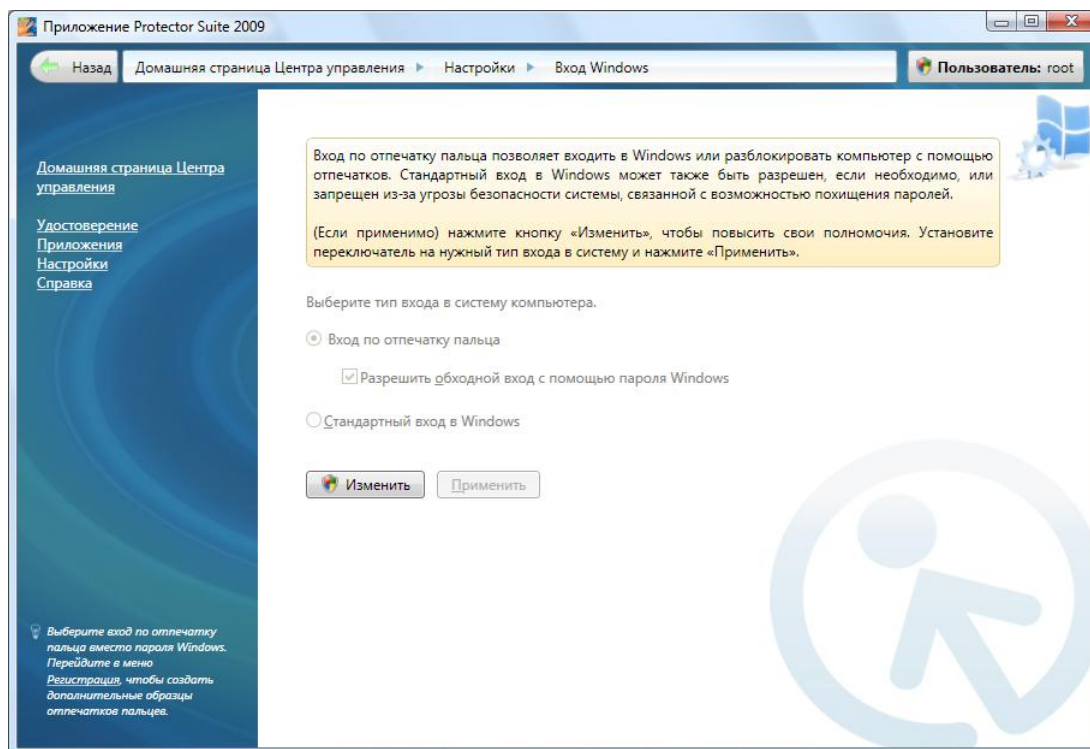 Приложение Protector Suite 2009
Назад
Домашняя страница Центра управления
Настройки
Вход Windows
Пользователь: root
Домашняя страница Центра
управления
Удостоверение
Приложения
Настройки
Справка
Вход по отпечатку пальца позволяет входить в Windows или разблокировать компьютер с помощью
отпечатков. Стандартный вход в Windows может также быть разрешен, если необходимо, или
запрещен из-за угрозы безопасности системы, связанной с возможностью похищения паролей.
(Если применимо) нажмите кнопку «Изменить», чтобы повысить свои полномочия. Установите
переключатель на нужный тип входа в систему и нажмите «Применить».
Выберите тип входа в систему компьютера.
Вход по отпечатку пальца
Разрешить обходной вход с помощью пароля Windows
Стандартный вход в Windows
Изменить
Применить
Выберите вход по отпечатку
пальца вместо пароля Windows.
Перейдите в меню
Регистрация, чтобы создать
дополнительные образцы
отпечатков пальцев.